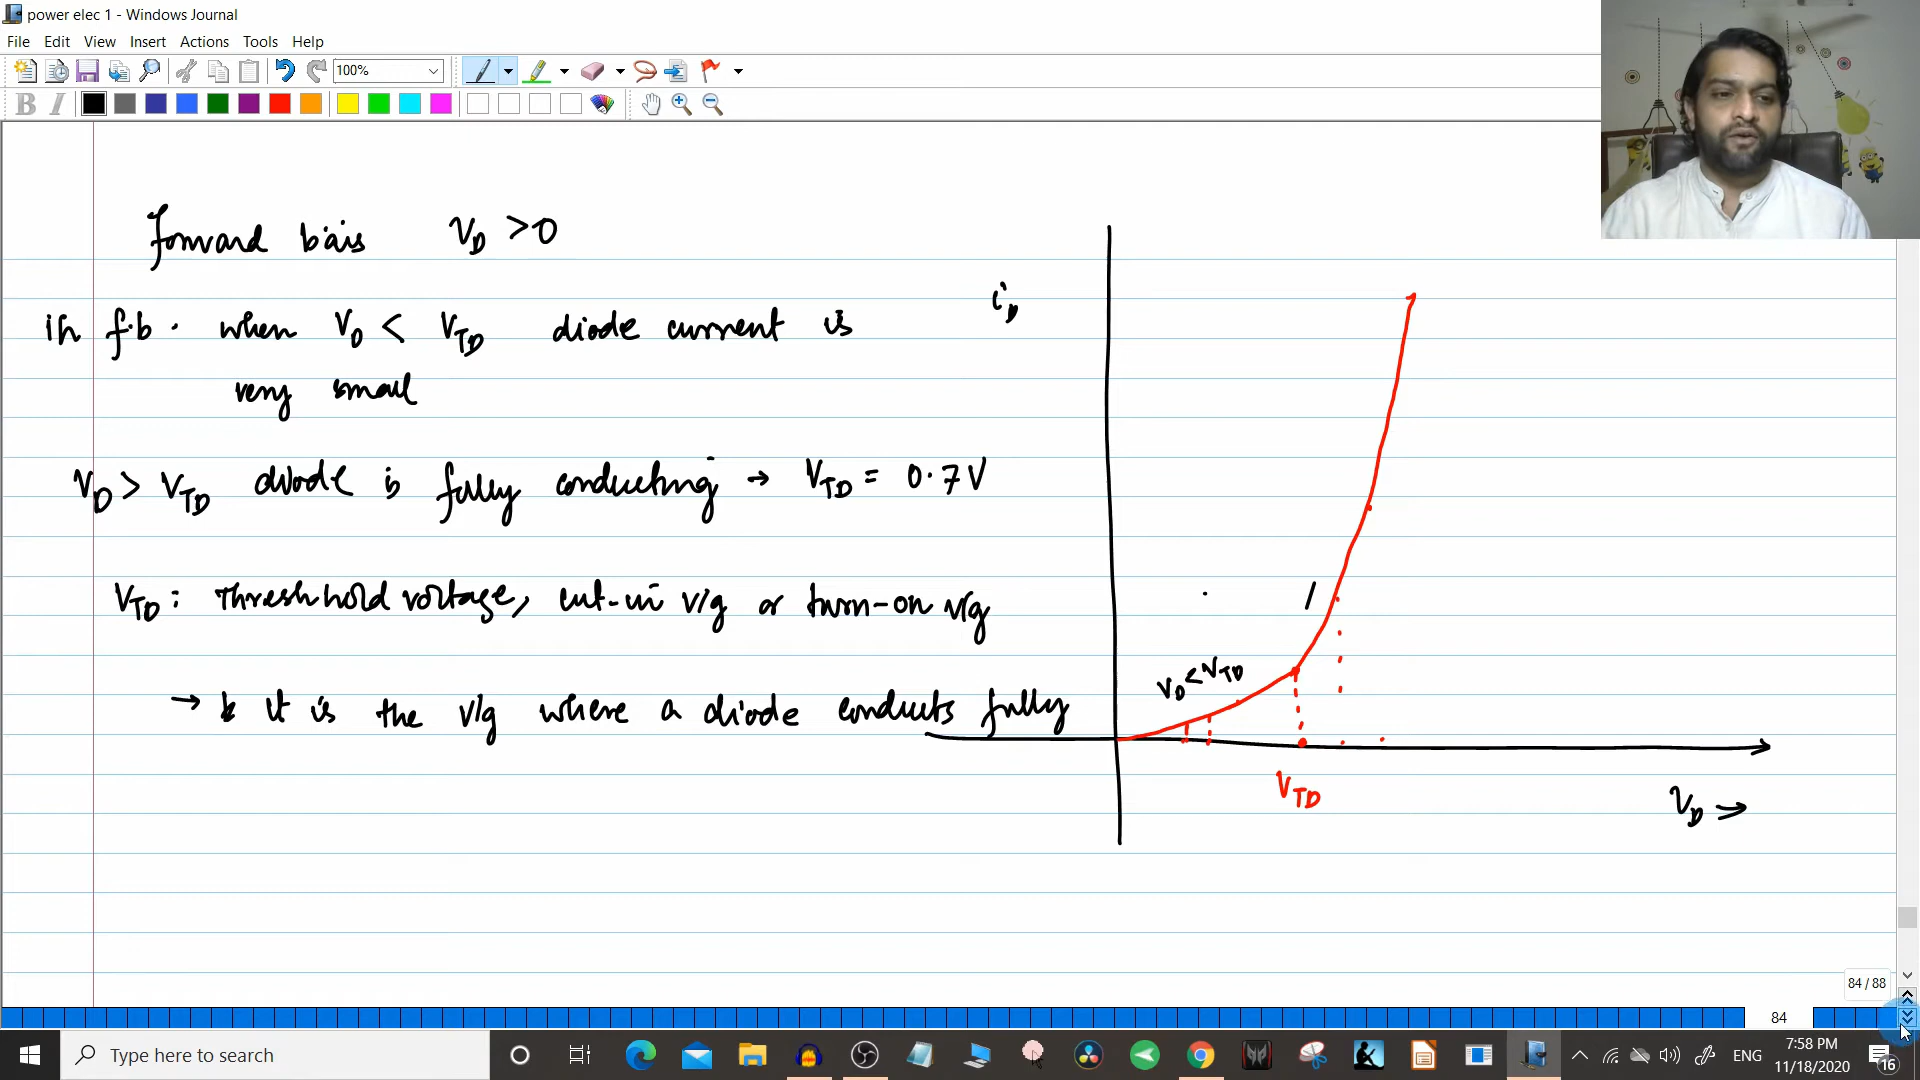 power elec 1 - Windows Journal
File Edit View Insert Actions Tools Help
100%
B I
Forward bais V_D > 0
in f.b. when V_D < V_TD diode current is
very small
V_D > V_TD diode is fully conducting → V_TD = 0.7 V
V_TD : Threshhold voltage, cut-in v/g or turn-on v/g
→ it is the v/g where a diode conducts fully
i_D
V_D < V_TD
V_TD
V_D →
84 / 88
84
Type here to search
ENG
7:58 PM
11/18/2020
16